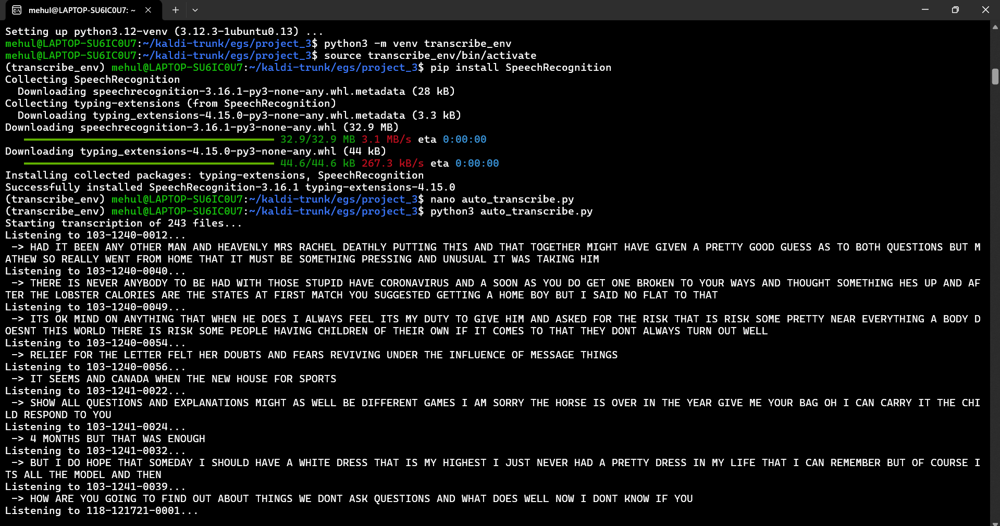 mehul@LAPTOP-SU6IC0U7: ~
Setting up python3.12-venv (3.12.3-1ubuntu0.13) ...
mehul@LAPTOP-SU6IC0U7:~/kaldi-trunk/egs/project_3$ python3 -m venv transcribe_env
mehul@LAPTOP-SU6IC0U7:~/kaldi-trunk/egs/project_3$ source transcribe_env/bin/activate
(transcribe_env) mehul@LAPTOP-SU6IC0U7:~/kaldi-trunk/egs/project_3$ pip install SpeechRecognition
Collecting SpeechRecognition
  Downloading speechrecognition-3.16.1-py3-none-any.whl.metadata (28 kB)
Collecting typing-extensions (from SpeechRecognition)
  Downloading typing_extensions-4.15.0-py3-none-any.whl.metadata (3.3 kB)
Downloading speechrecognition-3.16.1-py3-none-any.whl (32.9 MB)
32.9/32.9 MB 3.1 MB/s eta 0:00:00
Downloading typing_extensions-4.15.0-py3-none-any.whl (44 kB)
44.6/44.6 kB 267.3 kB/s eta 0:00:00
Installing collected packages: typing-extensions, SpeechRecognition
Successfully installed SpeechRecognition-3.16.1 typing-extensions-4.15.0
(transcribe_env) mehul@LAPTOP-SU6IC0U7:~/kaldi-trunk/egs/project_3$ nano auto_transcribe.py
(transcribe_env) mehul@LAPTOP-SU6IC0U7:~/kaldi-trunk/egs/project_3$ python3 auto_transcribe.py
Starting transcription of 243 files...
Listening to 103-1240-0012...
 -> HAD IT BEEN ANY OTHER MAN AND HEAVENLY MRS RACHEL DEATHLY PUTTING THIS AND THAT TOGETHER MIGHT HAVE GIVEN A PRETTY GOOD GUESS AS TO BOTH QUESTIONS BUT M
ATHEW SO REALLY WENT FROM HOME THAT IT MUST BE SOMETHING PRESSING AND UNUSUAL IT WAS TAKING HIM
Listening to 103-1240-0040...
 -> THERE IS NEVER ANYBODY TO BE HAD WITH THOSE STUPID HAVE CORONAVIRUS AND A SOON AS YOU DO GET ONE BROKEN TO YOUR WAYS AND THOUGHT SOMETHING HES UP AND AF
TER THE LOBSTER CALORIES ARE THE STATES AT FIRST MATCH YOU SUGGESTED GETTING A HOME BOY BUT I SAID NO FLAT TO THAT
Listening to 103-1240-0049...
 -> ITS OK MIND ON ANYTHING THAT WHEN HE DOES I ALWAYS FEEL ITS MY DUTY TO GIVE HIM AND ASKED FOR THE RISK THAT IS RISK SOME PRETTY NEAR EVERYTHING A BODY D
OESNT THIS WORLD THERE IS RISK SOME PEOPLE HAVING CHILDREN OF THEIR OWN IF IT COMES TO THAT THEY DONT ALWAYS TURN OUT WELL
Listening to 103-1240-0054...
 -> RELIEF FOR THE LETTER FELT HER DOUBTS AND FEARS REVIVING UNDER THE INFLUENCE OF MESSAGE THINGS
Listening to 103-1240-0056...
 -> IT SEEMS AND CANADA WHEN THE NEW HOUSE FOR SPORTS
Listening to 103-1241-0022...
 -> SHOW ALL QUESTIONS AND EXPLANATIONS MIGHT AS WELL BE DIFFERENT GAMES I AM SORRY THE HORSE IS OVER IN THE YEAR GIVE ME YOUR BAG OH I CAN CARRY IT THE CHI
LD RESPOND TO YOU
Listening to 103-1241-0024...
 -> 4 MONTHS BUT THAT WAS ENOUGH
Listening to 103-1241-0032...
 -> BUT I DO HOPE THAT SOMEDAY I SHOULD HAVE A WHITE DRESS THAT IS MY HIGHEST I JUST NEVER HAD A PRETTY DRESS IN MY LIFE THAT I CAN REMEMBER BUT OF COURSE I
TS ALL THE MODEL AND THEN
Listening to 103-1241-0039...
 -> HOW ARE YOU GOING TO FIND OUT ABOUT THINGS WE DONT ASK QUESTIONS AND WHAT DOES WELL NOW I DONT KNOW IF YOU
Listening to 118-121721-0001...